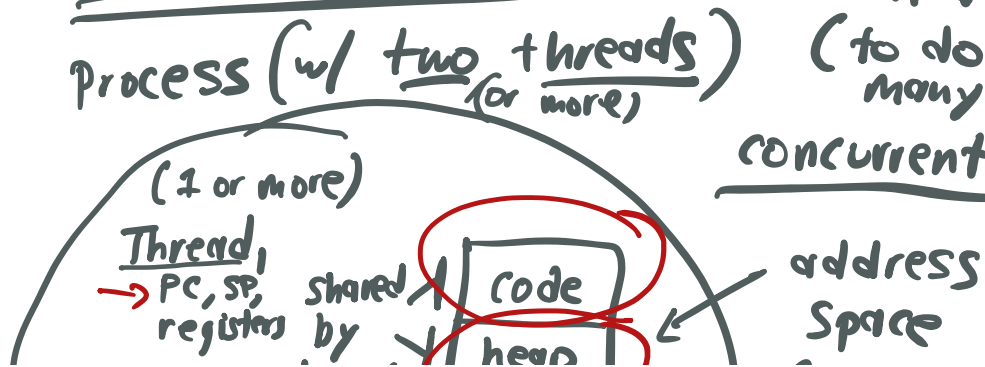 Process (w/ two threads)
(or more)
(to do
many
concurrent
(1 or more)
Thread,
PC, SP,
registers
shared
by
code
heap
address
space